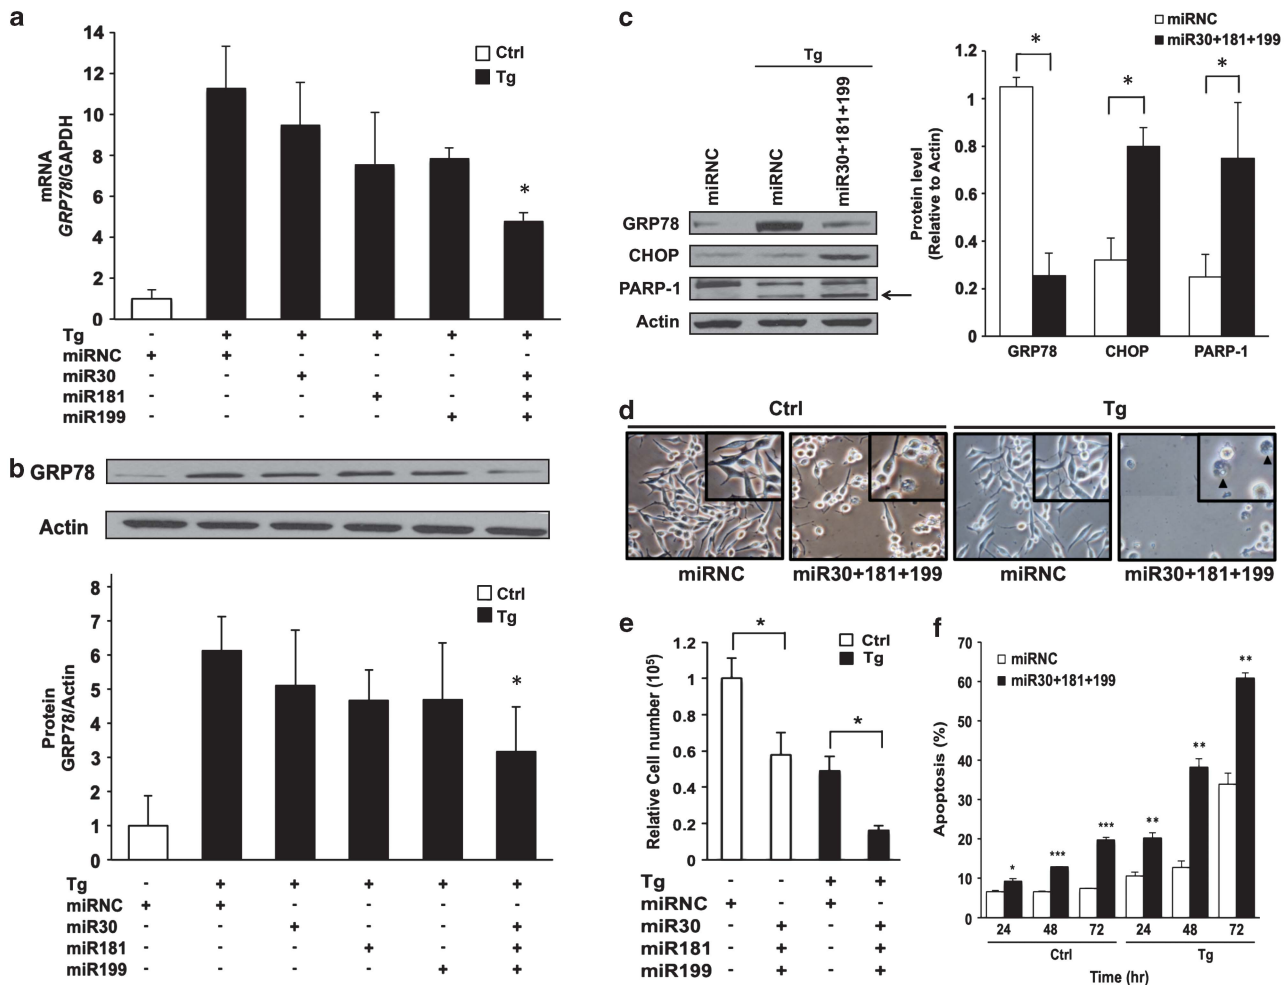 a
14
12
10
8
6
4
2
0
mRNA
GRP78/GAPDH
Ctrl
Tg
*
Tg - + + + + +
miRNC + + - - - -
miR30 - - + - - +
miR181 - - - + - +
miR199 - - - - + +
b
GRP78
Actin
8
7
6
5
4
3
2
1
0
Protein
GRP78/Actin
Ctrl
Tg
*
Tg - + + + + +
miRNC + + - - - -
miR30 - - + - - +
miR181 - - - + - +
miR199 - - - - + +
c
Tg
miRNC miRNC miR30+181+199
GRP78
CHOP
PARP-1
Actin
miRNC
miR30+181+199
1.2
1
0.8
0.6
0.4
0.2
0
Protein level
(Relative to Actin)
* * *
GRP78 CHOP PARP-1
d
Ctrl Tg
miRNC miR30+181+199 miRNC miR30+181+199
e
1.2
1
0.8
0.6
0.4
0.2
0
Relative Cell number (10⁵)
Ctrl
Tg
* *
Tg - - + +
miRNC + - + -
miR30 - + - +
miR181 - + - +
miR199 - + - +
f
70
60
50
40
30
20
10
0
Apoptosis (%)
miRNC
miR30+181+199
* *** *** ** ** **
24 48 72 24 48 72
Ctrl Tg
Time (hr)